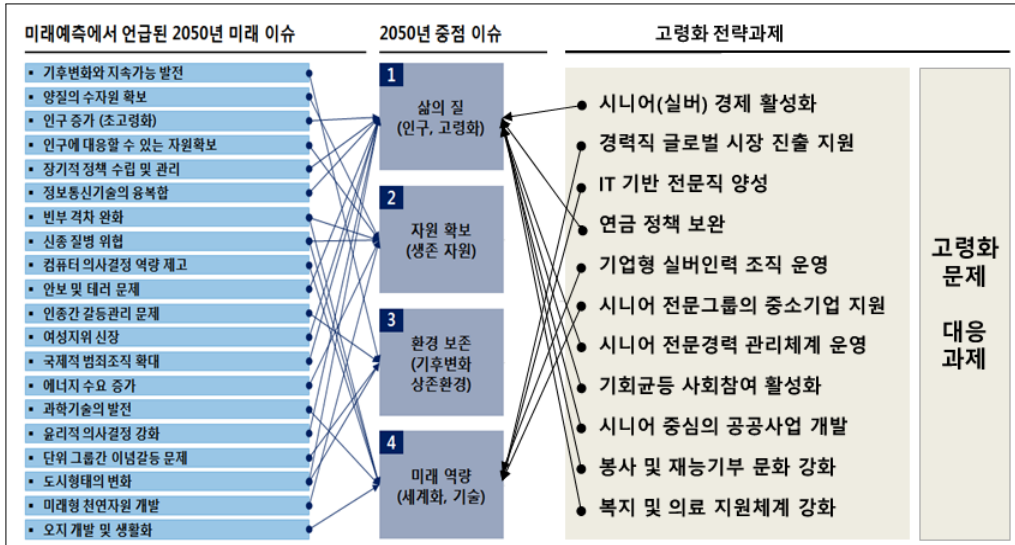 미래예측에서 언급된 2050년 미래 이슈
▪ 기후변화와 지속가능 발전
▪ 양질의 수자원 확보
▪ 인구 증가 (초고령화)
▪ 인구에 대응할 수 있는 자원확보
▪ 장기적 정책 수립 및 관리
▪ 정보통신기술의 융복합
▪ 빈부 격차 완화
▪ 신종 질병 위협
▪ 컴퓨터 의사결정 역량 제고
▪ 안보 및 테러 문제
▪ 인종간 갈등관리 문제
▪ 여성지위 신장
▪ 국제적 범죄조직 확대
▪ 에너지 수요 증가
▪ 과학기술의 발전
▪ 윤리적 의사결정 강화
▪ 단위 그룹간 이념갈등 문제
▪ 도시형태의 변화
▪ 미래형 천연자원 개발
▪ 오지 개발 및 생활화
2050년 중점 이슈
1
삶의 질
(인구, 고령화)
2
자원 확보
(생존 자원)
3
환경 보존
(기후변화
상존환경)
4
미래 역량
(세계화, 기술)
고령화 전략과제
시니어(실버) 경제 활성화
경력직 글로벌 시장 진출 지원
IT 기반 전문직 양성
연금 정책 보완
기업형 실버인력 조직 운영
시니어 전문그룹의 중소기업 지원
시니어 전문경력 관리체계 운영
기회균등 사회참여 활성화
시니어 중심의 공공사업 개발
봉사 및 재능기부 문화 강화
복지 및 의료 지원체계 강화
고령화
문제
대응
과제